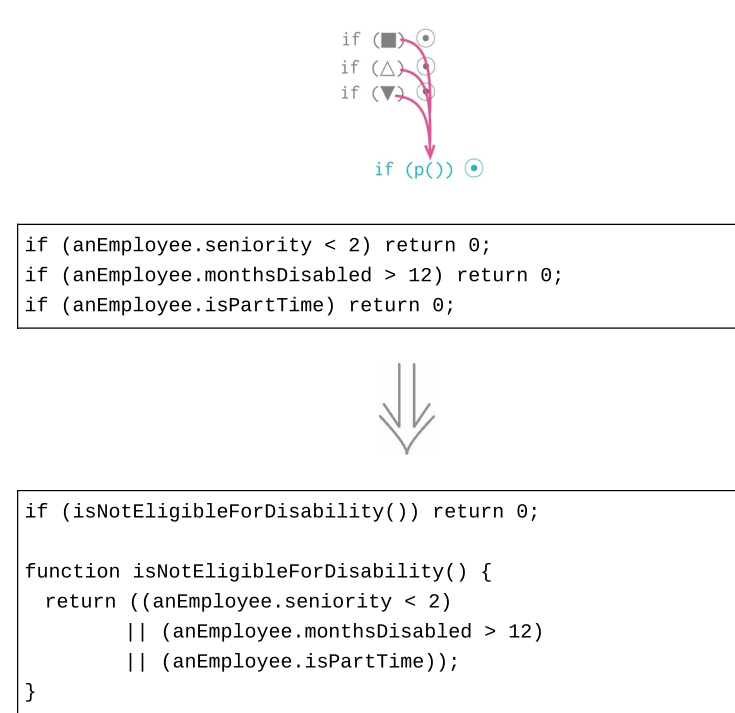 if (■) ⊙
if (△) ⊙
if (▼) ⊙
if (p()) ⊙
if (anEmployee.seniority < 2) return 0;
if (anEmployee.monthsDisabled > 12) return 0;
if (anEmployee.isPartTime) return 0;
if (isNotEligibleForDisability()) return 0;
function isNotEligibleForDisability() {
return ((anEmployee.seniority < 2)
|| (anEmployee.monthsDisabled > 12)
|| (anEmployee.isPartTime));
}